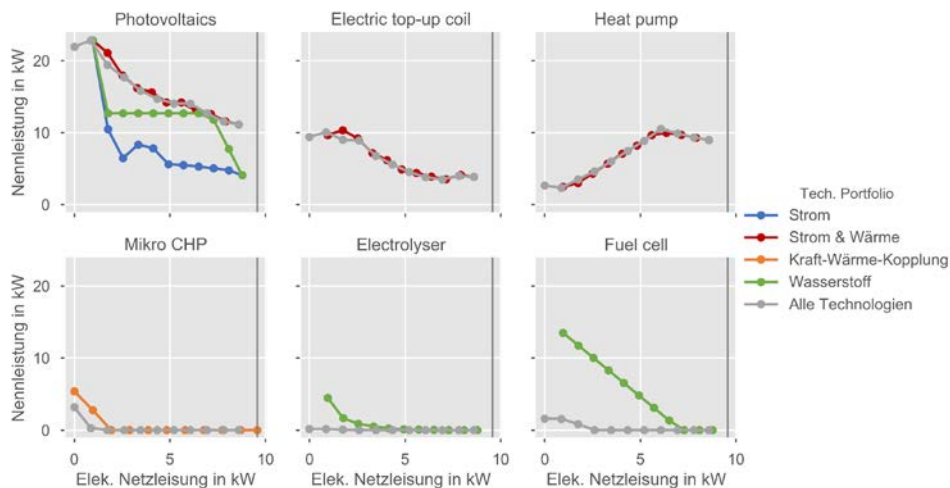 Photovoltaics
Electric top-up coil
Heat pump
Nennleistung in kW
20
10
0
Tech. Portfolio
Strom
Strom & Wärme
Kraft-Wärme-Kopplung
Wasserstoff
Alle Technologien
Mikro CHP
Electrolyser
Fuel cell
Nennleistung in kW
20
10
0
0 5 10
0 5 10
0 5 10
Elek. Netzleisung in kW
Elek. Netzleisung in kW
Elek. Netzleisung in kW